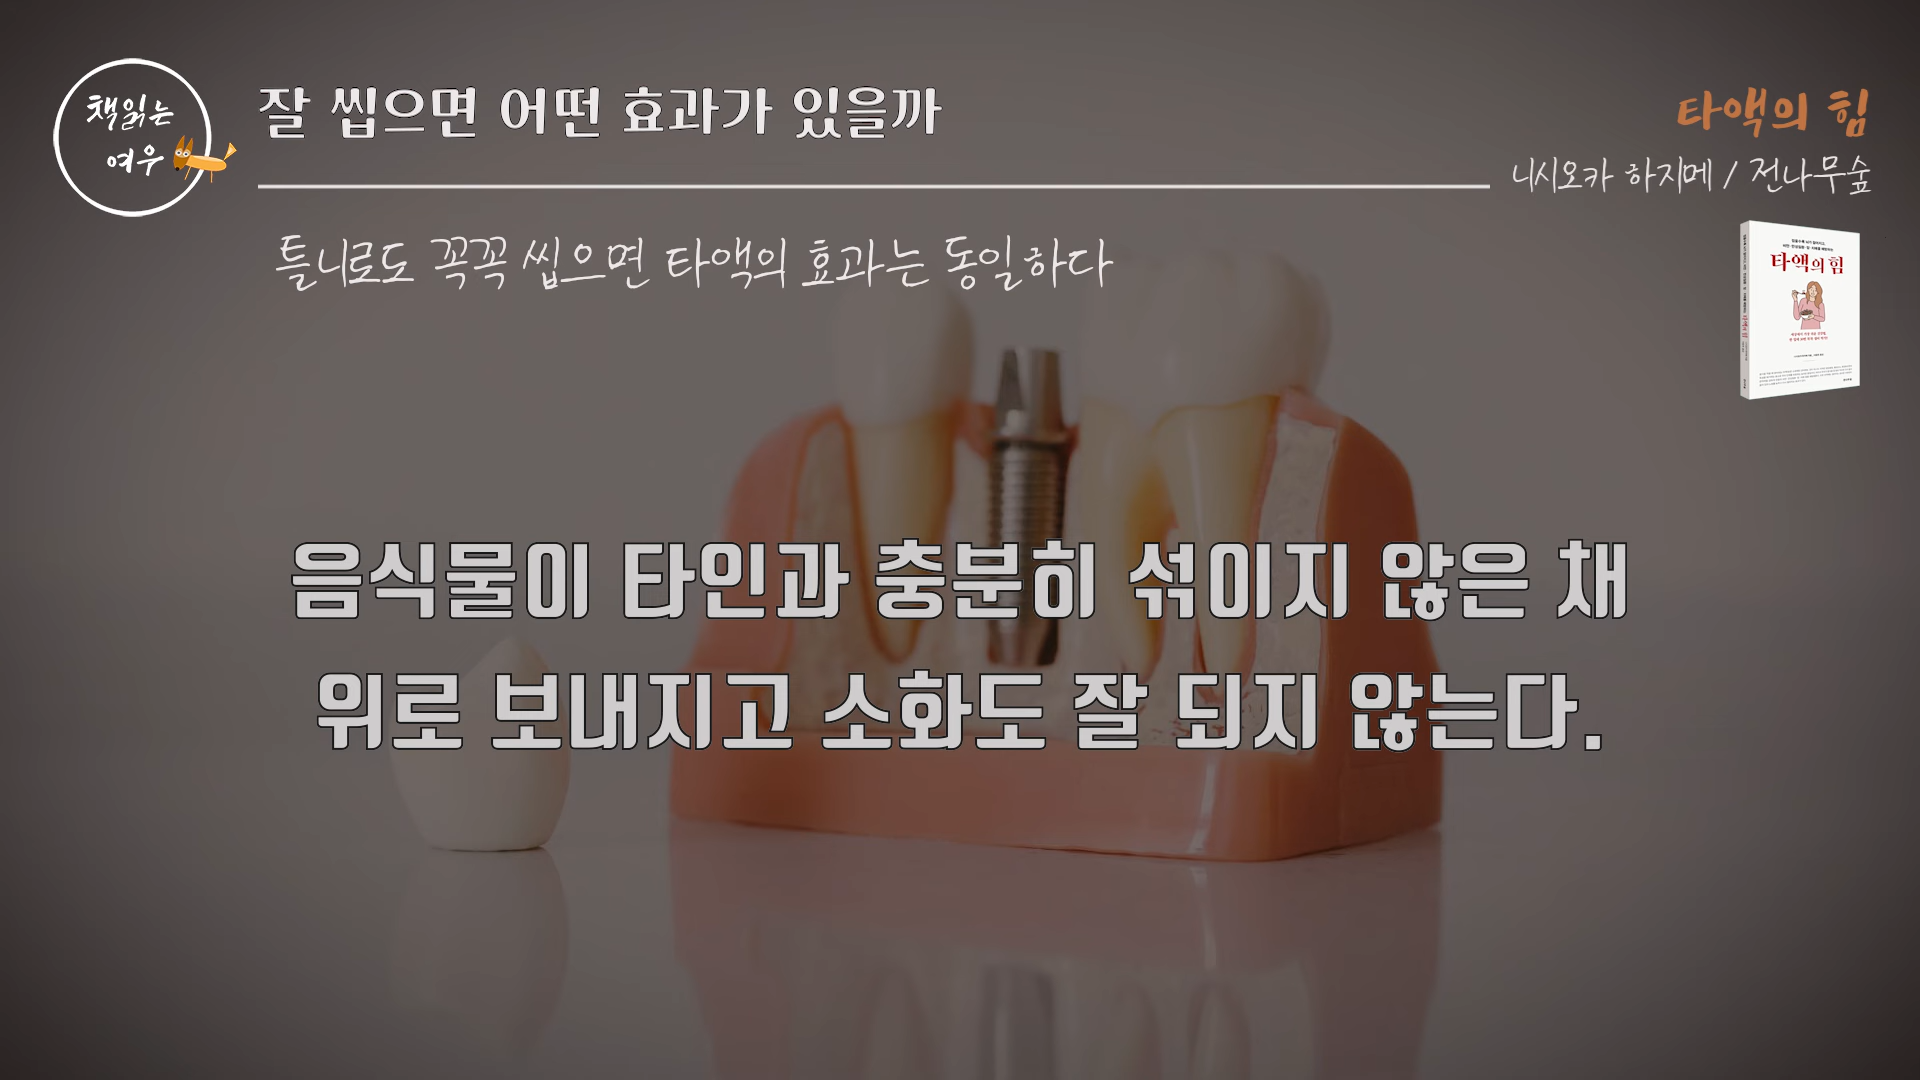 책읽는
여우
잘 씹으면 어떤 효과가 있을까
타액의 힘
니시오카 하지메 / 전나무숲
틀니로도 꼭꼭 씹으면 타액의 효과는 동일하다
타액의 힘
음식물이 타인과 충분히 섞이지 않은 채
위로 보내지고 소화도 잘 되지 않는다.